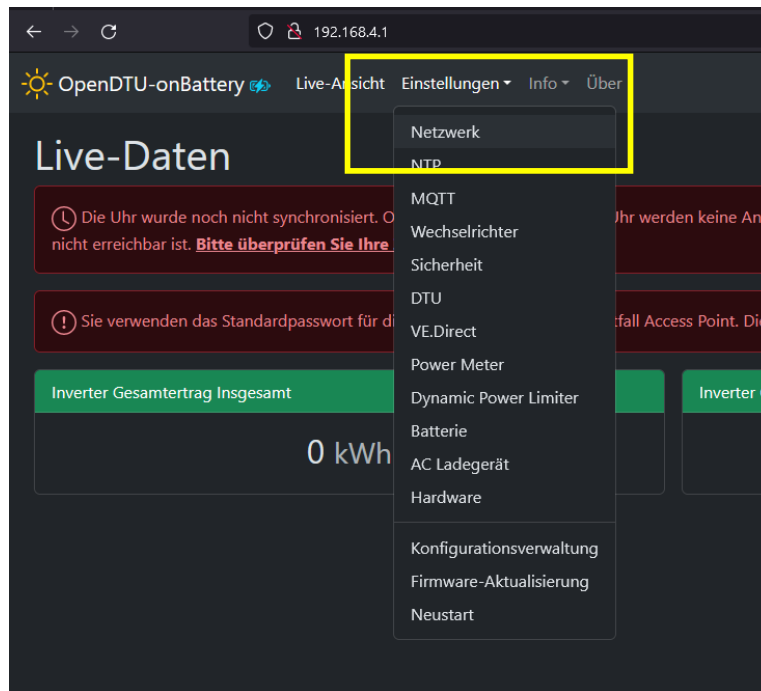 192.168.4.1
OpenDTU-onBattery Live-Ansicht Einstellungen Info Über
Live-Daten
Netzwerk
NTP
MQTT
Wechselrichter
Sicherheit
DTU
VE.Direct
Power Meter
Dynamic Power Limiter
Batterie
AC Ladegerät
Hardware
Konfigurationsverwaltung
Firmware-Aktualisierung
Neustart
Die Uhr wurde noch nicht synchronisiert. O
Uhr werden keine An
nicht erreichbar ist. Bitte überprüfen Sie Ihre
Sie verwenden das Standardpasswort für di
tfall Access Point. Di
Inverter Gesamtertrag Insgesamt
Inverter
0 kWh